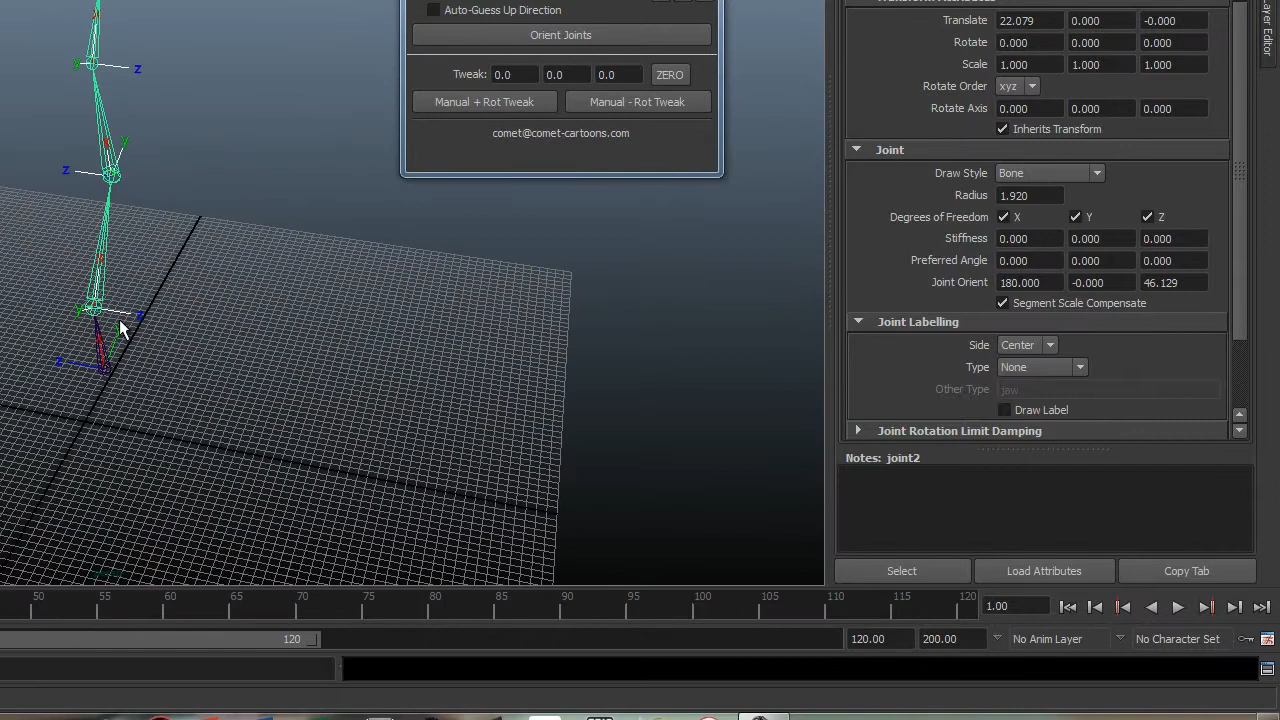 Auto-Guess Up Direction
Orient Joints
Tweak: 0.0 0.0 0.0 ZERO
Manual + Rot Tweak Manual - Rot Tweak
comet@comet-cartoons.com
y z
y
z
y z
z
Translate 22.079 0.000 -0.000
Rotate 0.000 0.000 0.000
Scale 1.000 1.000 1.000
Rotate Order xyz
Rotate Axis 0.000 0.000 0.000
Inherits Transform
Joint
Draw Style Bone
Radius 1.920
Degrees of Freedom X Y Z
Stiffness 0.000 0.000 0.000
Preferred Angle 0.000 0.000 0.000
Joint Orient 180.000 -0.000 46.129
Segment Scale Compensate
Joint Labelling
Side Center
Type None
Other Type jaw
Draw Label
Joint Rotation Limit Damping
Notes: joint2
Select Load Attributes Copy Tab
Layer Editor
50 55 60 65 70 75 80 85 90 95 100 105 110 115 120
1.00
120 120.00 200.00 No Anim Layer No Character Set